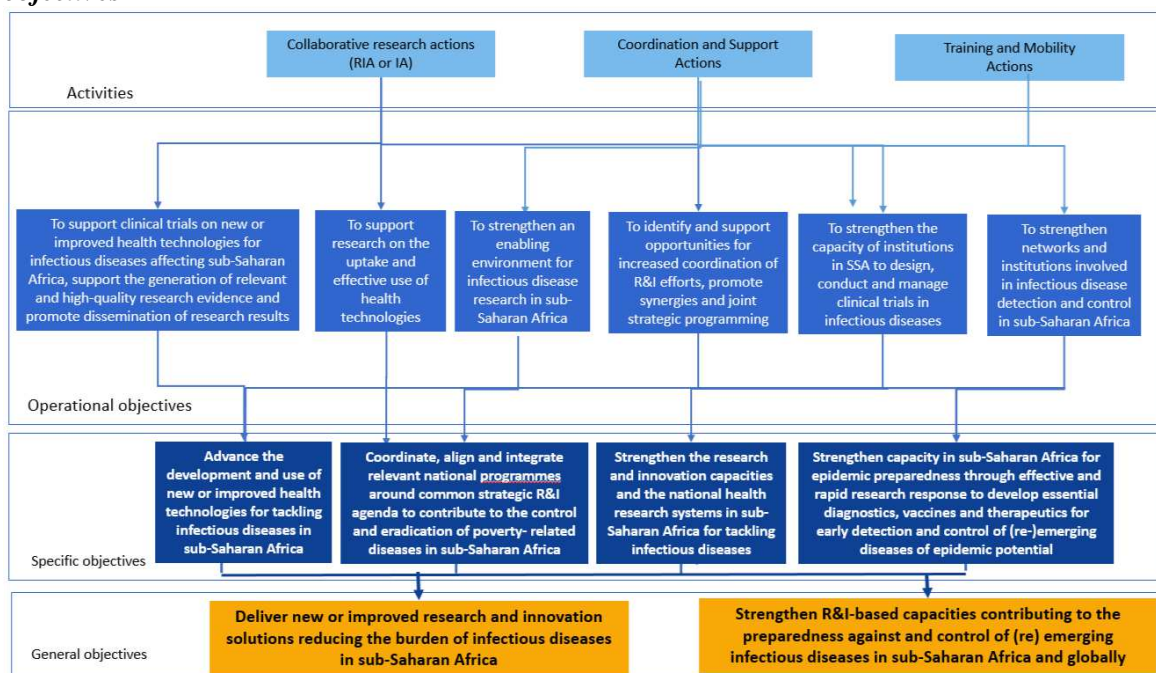 Collaborative research actions
(RIA or IA)
Coordination and Support
Actions
Training and Mobility
Actions
Activities
To support clinical trials on new or
improved health technologies for
infectious diseases affecting sub-Saharan
Africa, support the generation of relevant
and high-quality research evidence and
promote dissemination of research results
To support
research on the
uptake and
effective use of
health
technologies
To strengthen an
enabling
environment for
infectious disease
research in sub-
Saharan Africa
To identify and support
opportunities for
increased coordination of
R&I efforts, promote
synergies and joint
strategic programming
To strengthen the
capacity of institutions
in SSA to design,
conduct and manage
clinical trials in
infectious diseases
To strengthen
networks and
institutions involved
in infectious disease
detection and control
in sub-Saharan Africa
Operational objectives
Advance the
development and use of
new or improved health
technologies for tackling
infectious diseases in
sub-Saharan Africa
Coordinate, align and integrate
relevant national programmes
around common strategic R&I
agenda to contribute to the control
and eradication of poverty- related
diseases in sub-Saharan Africa
Strengthen the research
and innovation capacities
and the national health
research systems in sub-
Saharan Africa for tackling
infectious diseases
Strengthen capacity in sub-Saharan Africa for
epidemic preparedness through effective and
rapid research response to develop essential
diagnostics, vaccines and therapeutics for
early detection and control of (re-)emerging
diseases of epidemic potential
Specific objectives
Deliver new or improved research and innovation
solutions reducing the burden of infectious diseases
in sub-Saharan Africa
Strengthen R&I-based capacities contributing to the
preparedness against and control of (re) emerging
infectious diseases in sub-Saharan Africa and globally
General objectives